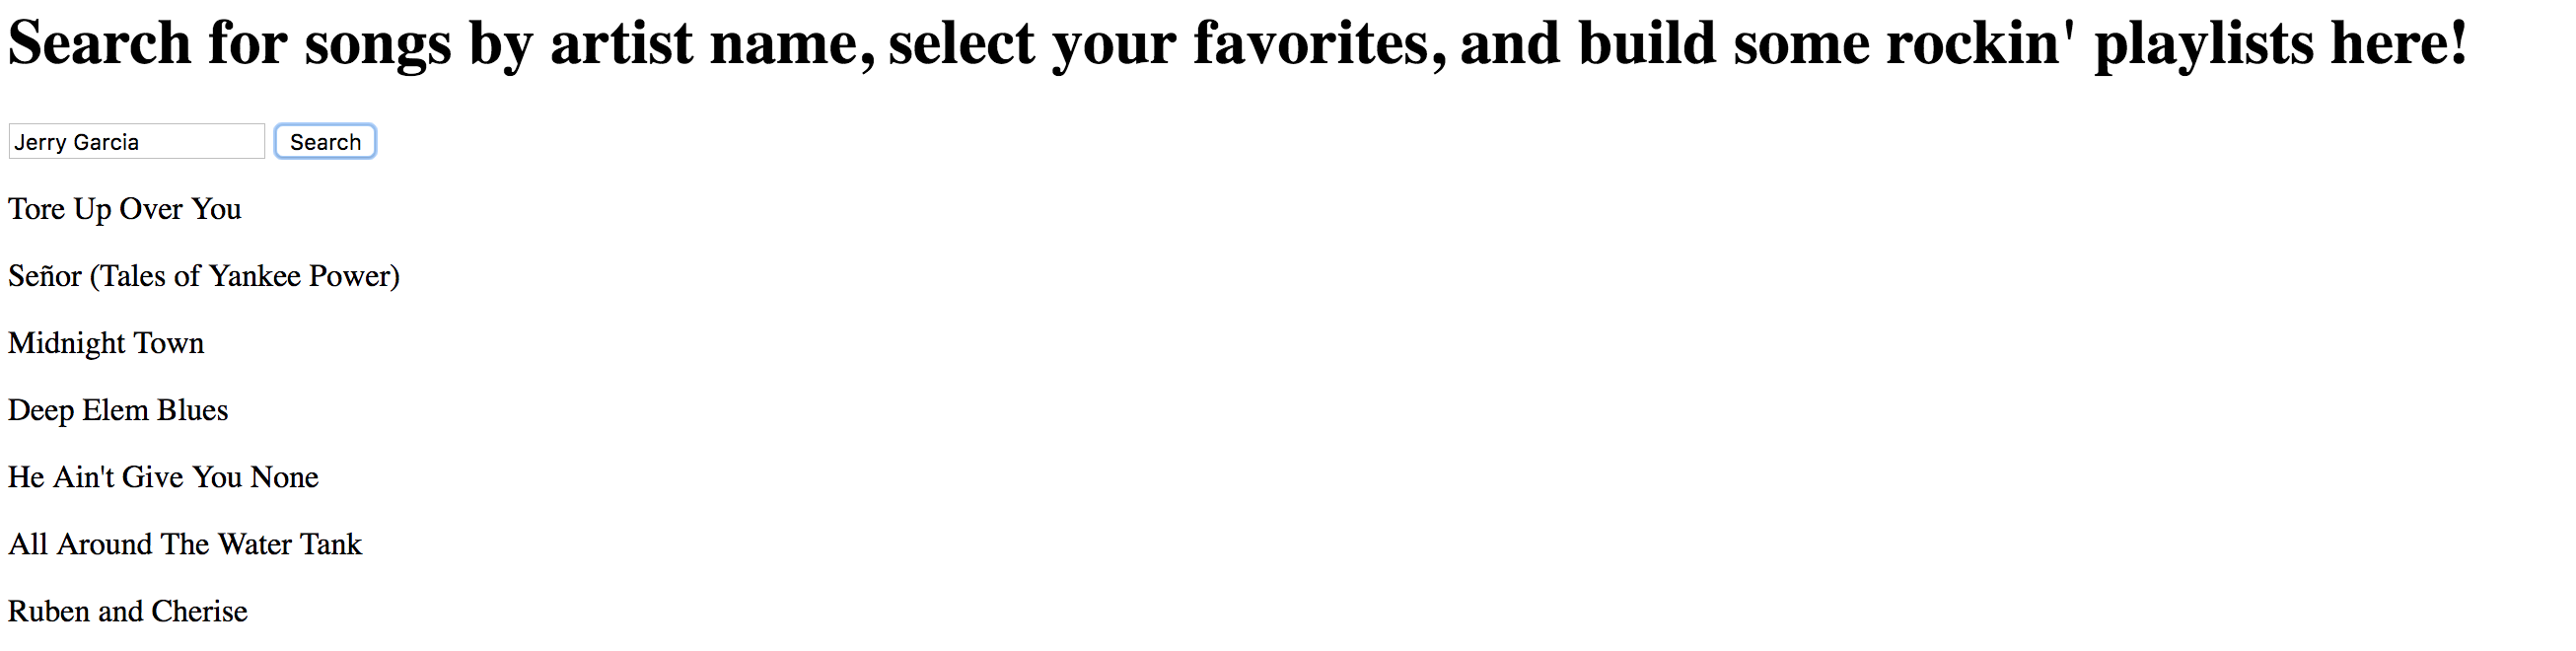 Search for songs by artist name, select your favorites, and build some rockin' playlists here!
Jerry Garcia Search
Tore Up Over You
Señor (Tales of Yankee Power)
Midnight Town
Deep Elem Blues
He Ain't Give You None
All Around The Water Tank
Ruben and Cherise